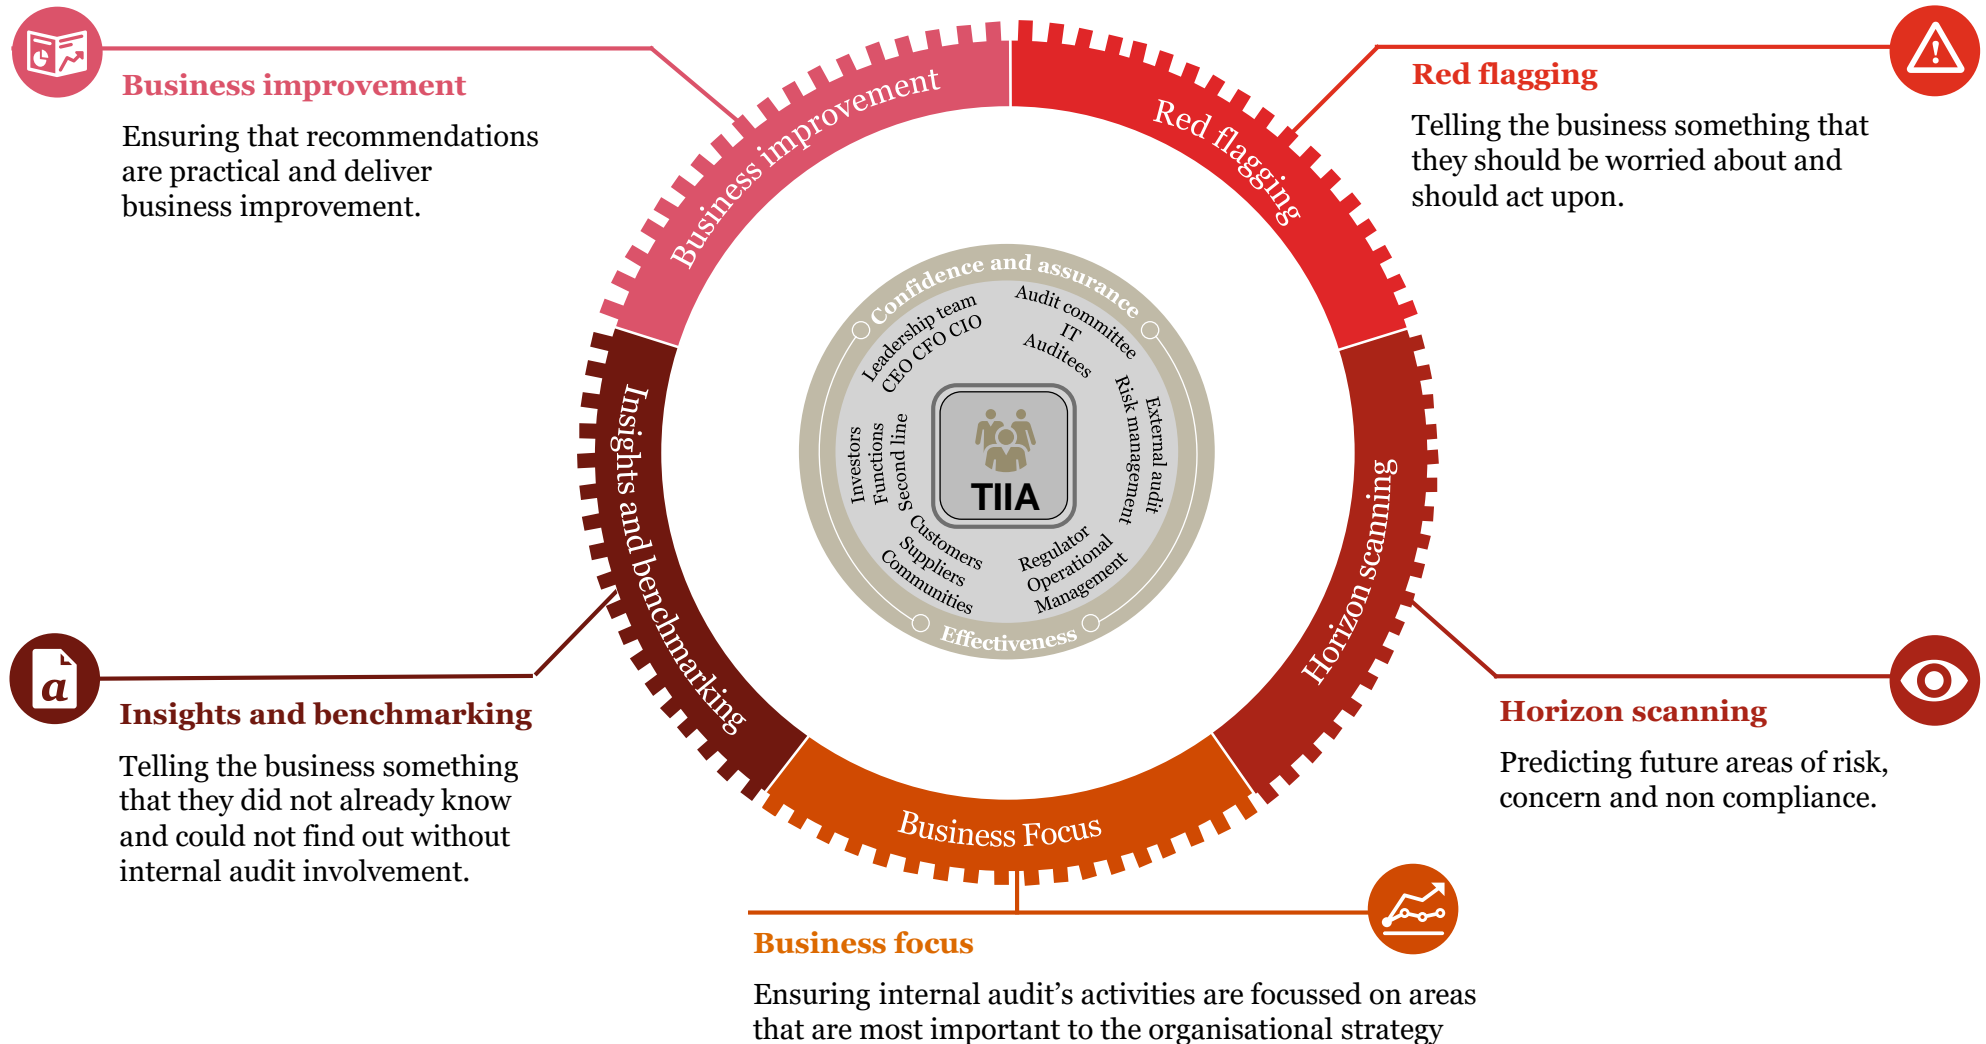 Business improvement
Ensuring that recommendations
are practical and deliver
business improvement.
Red flagging
Telling the business something that
they should be worried about and
should act upon.
Business improvement
Red flagging
Confidence and assurance
Leadership team
CEO CFO CIO
Audit committee
IT
Auditees
Investors
Functions
Second line
External audit
Risk management
TIIA
Customers
Suppliers
Communities
Regulator
Operational
Management
Effectiveness
Insights and benchmarking
Horizon scanning
Business Focus
Insights and benchmarking
Telling the business something
that they did not already know
and could not find out without
internal audit involvement.
Horizon scanning
Predicting future areas of risk,
concern and non compliance.
Business focus
Ensuring internal audit’s activities are focussed on areas
that are most important to the organisational strategy
a